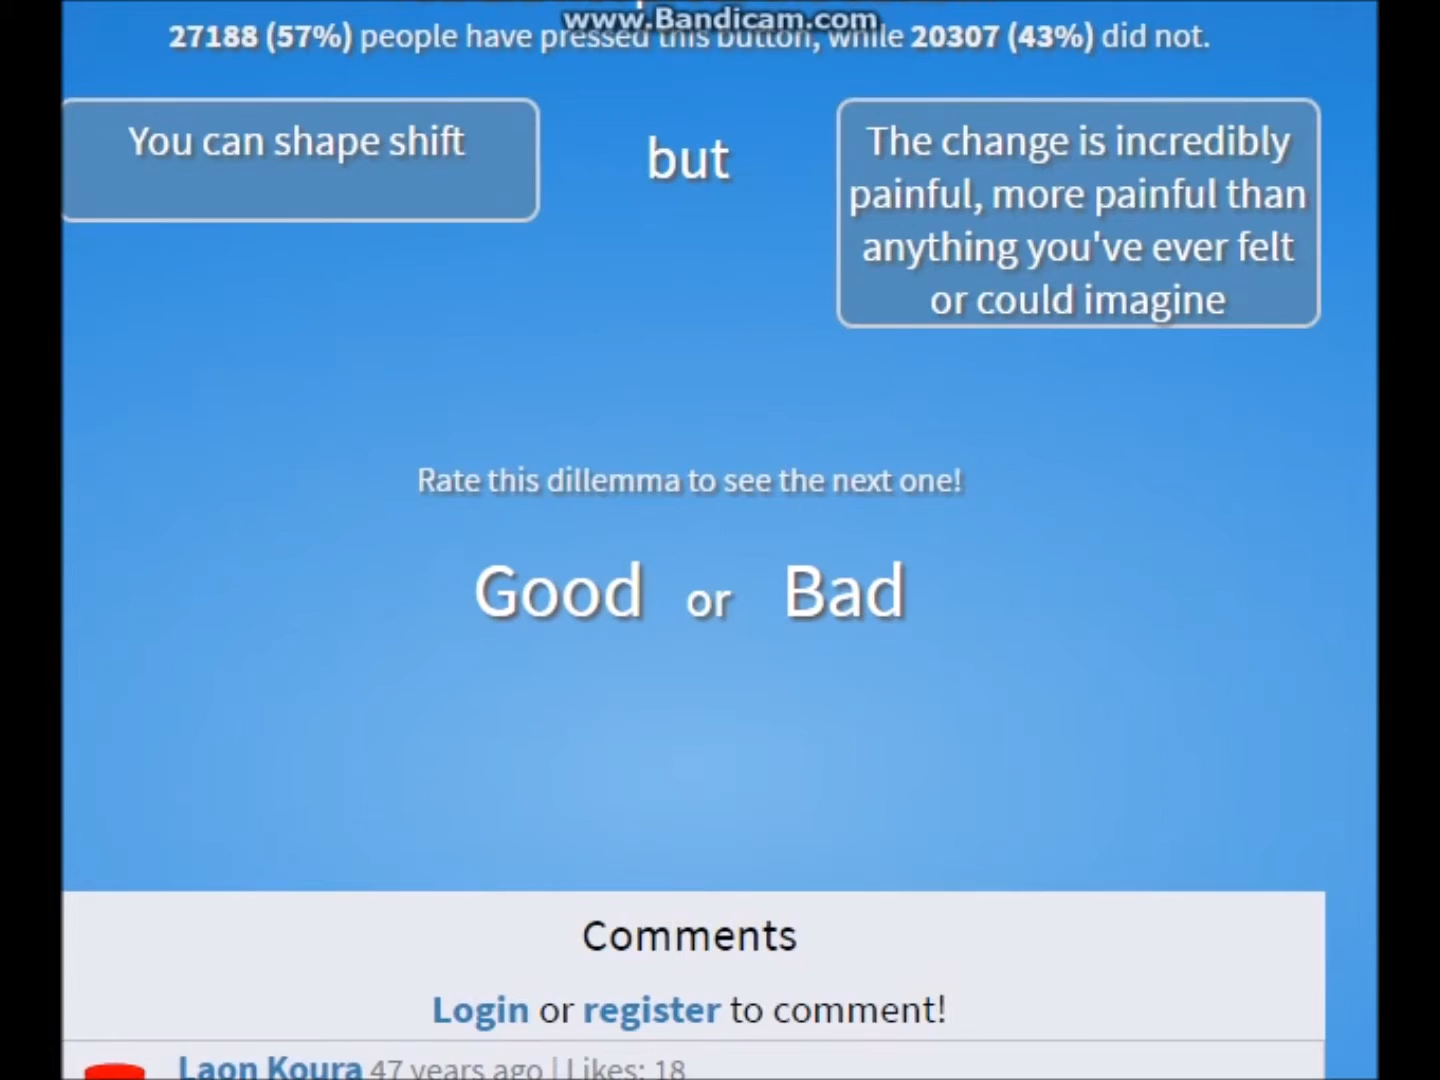 www.Bandicam.com
27188 (57%) people have pressed this button, while 20307 (43%) did not.
You can shape shift
but
The change is incredibly
painful, more painful than
anything you've ever felt
or could imagine
Rate this dillemma to see the next one!
Good or Bad
Comments
Login or register to comment!
Laon Koura 47 years ago | Likes: 18